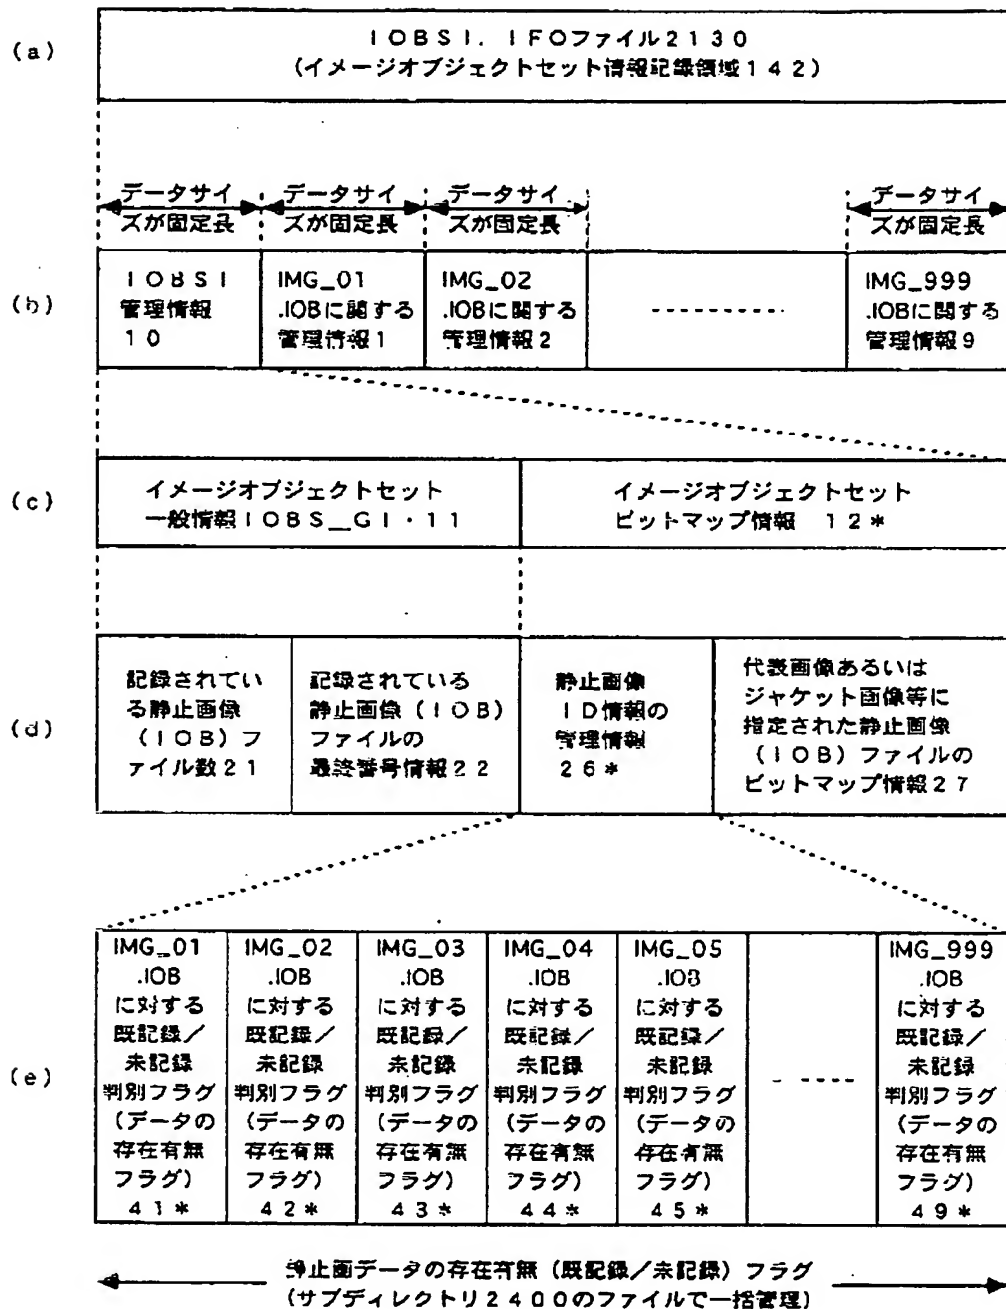 (a)
IOBSI. IFOファイル2130
(イメージオブジェクトセット情報記録領域142)
データサイ
ズが固定長
データサイ
ズが固定長
データサイ
ズが固定長
データサイ
ズが固定長
(b)
IOBSI
管理情報
10
IMG_01
.IOBに関する
管理情報1
IMG_02
.IOBに関する
管理情報2
IMG_999
.IOBに関する
管理情報9
(c)
イメージオブジェクトセット
一般情報IOBS__GI・11
イメージオブジェクトセット
ビットマップ情報 12*
(d)
記録されてい
る静止画像
(IOB)フ
ァイル数21
記録されている
静止画像(IOB)
ファイルの
最終番号情報22
静止画像
ID情報の
管理情報
26*
代表画像あるいは
ジャケット画像等に
指定された静止画像
(IOB)ファイルの
ビットマップ情報27
(e)
IMG_01
.IOB
に対する
既記録/
未記録
判別フラグ
(データの
存在有無
フラグ)
41*
IMG_02
.IOB
に対する
既記録/
未記録
判別フラグ
(データの
存在有無
フラグ)
42*
IMG_03
.IOB
に対する
既記録/
未記録
判別フラグ
(データの
存在有無
フラグ)
43*
IMG_04
.IOB
に対する
既記録/
未記録
判別フラグ
(データの
存在有無
フラグ)
44*
IMG_05
.IOB
に対する
既記録/
未記録
判別フラグ
(データの
存在有無
フラグ)
45*
IMG_999
.IOB
に対する
既記録/
未記録
判別フラグ
(データの
存在有無
フラグ)
49*
静止画データの存在有無(既記録/未記録)フラグ
(サブディレクトリ2400のファイルで一括管理)